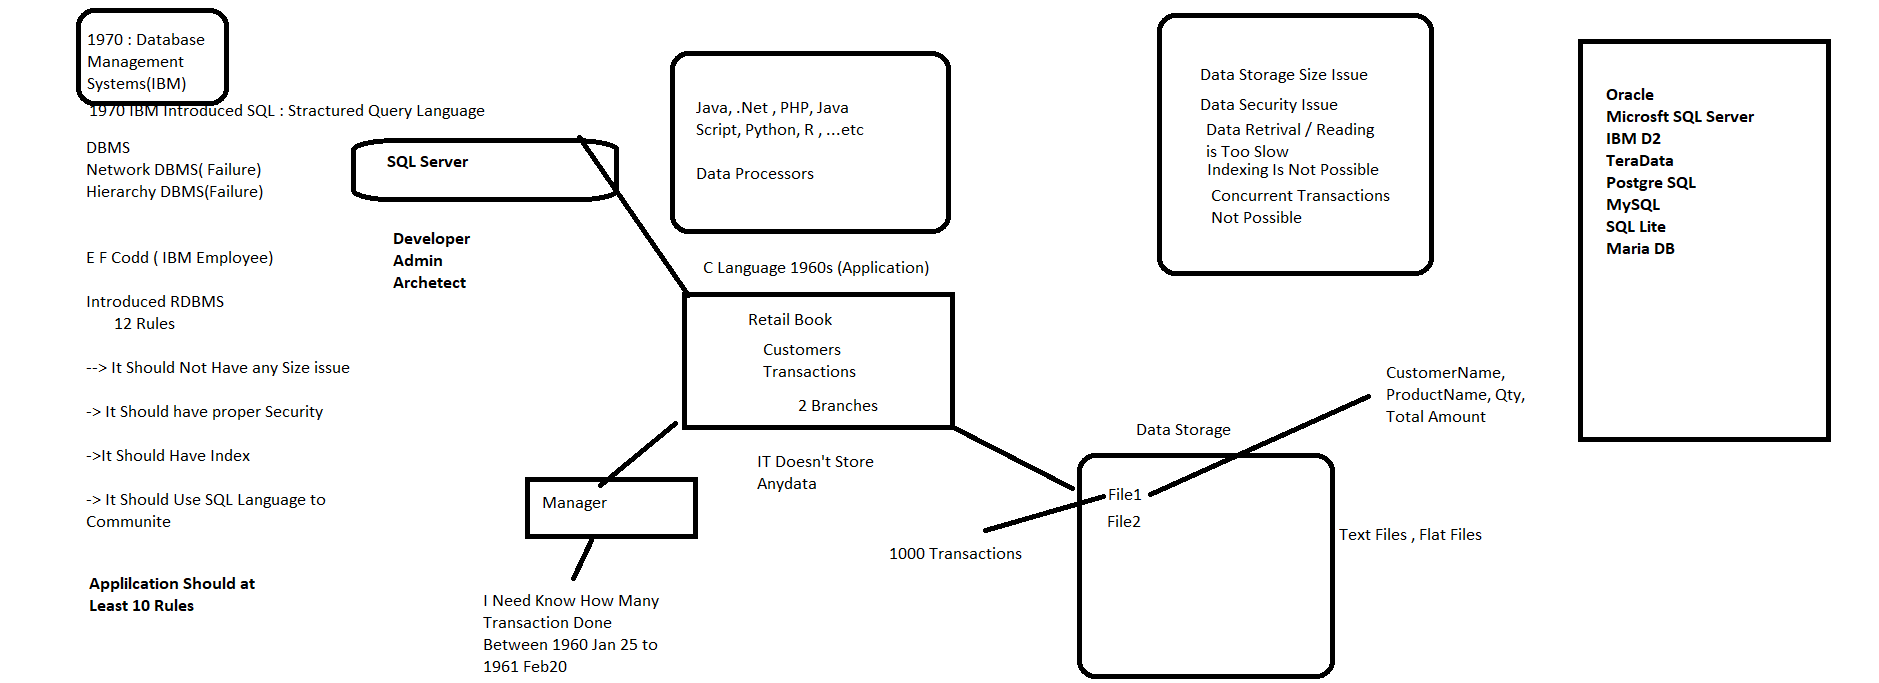 1970 : Database
Management
Systems(IBM)
1970 IBM Introduced SQL : Stractured Query Language
DBMS
Network DBMS( Failure)
Hierarchy DBMS(Failure)
E F Codd ( IBM Employee)
Introduced RDBMS
12 Rules
--> It Should Not Have any Size issue
-> It Should have proper Security
->It Should Have Index
-> It Should Use SQL Language to
Communite
Appilcation Should at
Least 10 Rules
SQL Server
Developer
Admin
Archetect
Java, .Net , PHP, Java
Script, Python, R , ...etc
Data Processors
C Language 1960s (Application)
Retail Book
Customers
Transactions
2 Branches
IT Doesn't Store
Anydata
Manager
I Need Know How Many
Transaction Done
Between 1960 Jan 25 to
1961 Feb20
Data Storage Size Issue
Data Security Issue
Data Retrival / Reading
is Too Slow
Indexing Is Not Possible
Concurrent Transactions
Not Possible
CustomerName,
ProductName, Qty,
Total Amount
Data Storage
File1
File2
1000 Transactions
Text Files , Flat Files
Oracle
Microsft SQL Server
IBM D2
TeraData
Postgre SQL
MySQL
SQL Lite
Maria DB